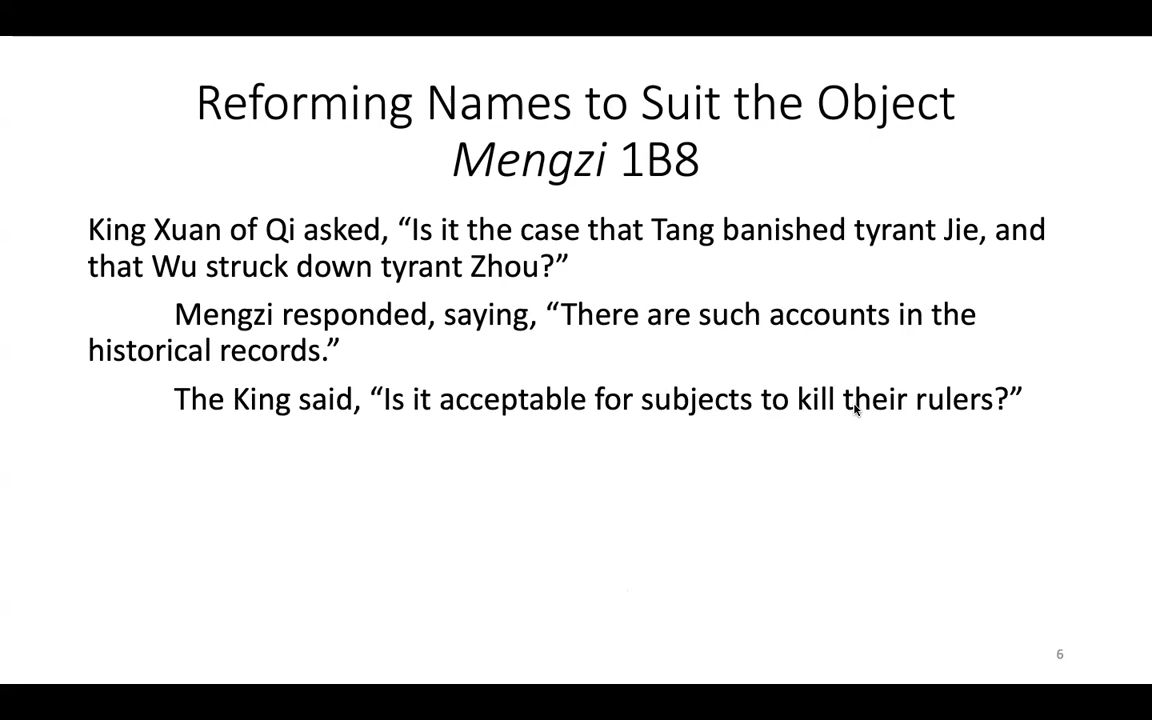 Reforming Names to Suit the Object
Mengzi 1B8
King Xuan of Qi asked, “Is it the case that Tang banished tyrant Jie, and
that Wu struck down tyrant Zhou?”
Mengzi responded, saying, “There are such accounts in the
historical records.”
The King said, “Is it acceptable for subjects to kill their rulers?”
6